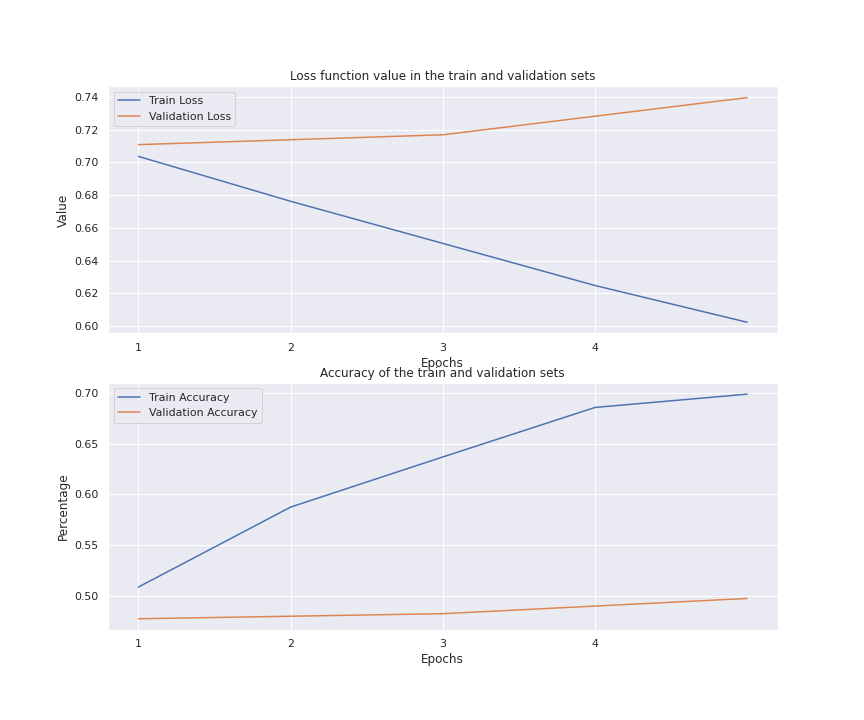 Loss function value in the train and validation sets
Train Loss
Validation Loss
0.74
0.72
0.70
0.68
0.66
0.64
0.62
0.60
Value
1 2 3 4
Epochs
Accuracy of the train and validation sets
Train Accuracy
Validation Accuracy
0.70
0.65
0.60
0.55
0.50
Percentage
1 2 3 4
Epochs